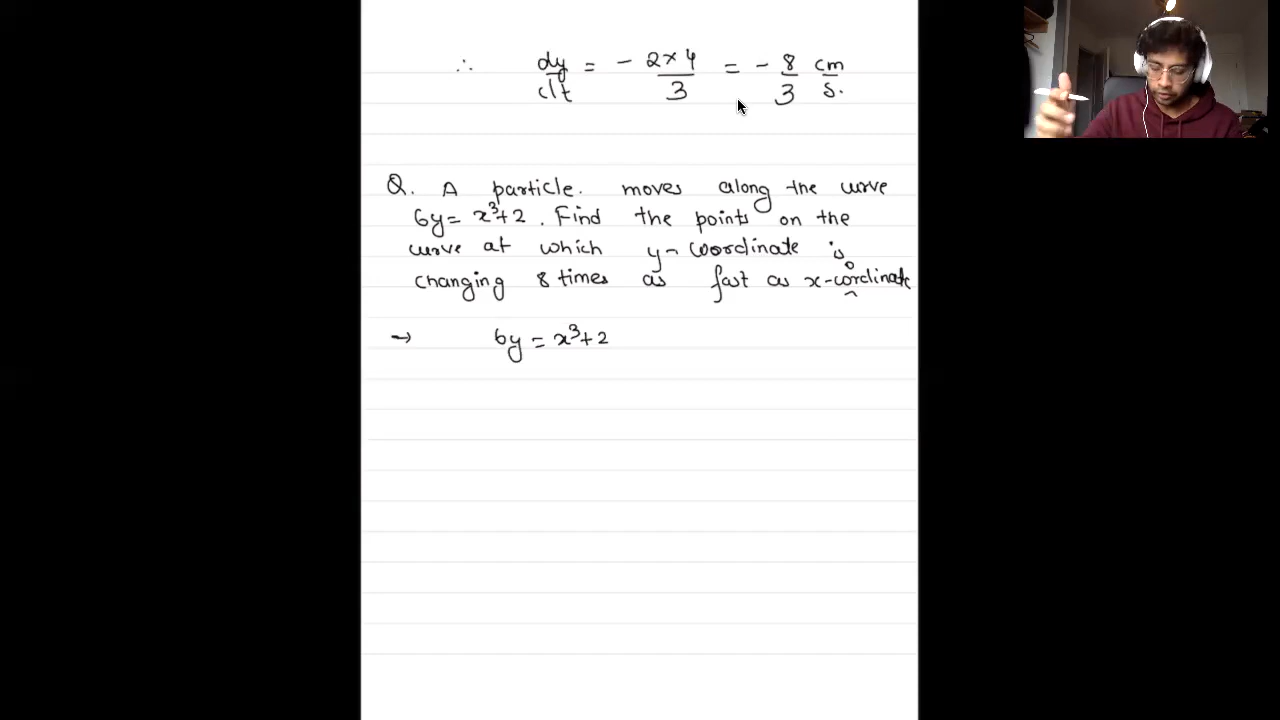 ∴ dy/dt = - 2×4/3 = - 8/3 cm/s.
Q. A particle. moves along the curve
6y = x³+2 . Find the points on the
curve at which y- coordinate is
changing 8 times as fast as x-coordinate
→ 6y = x³+2